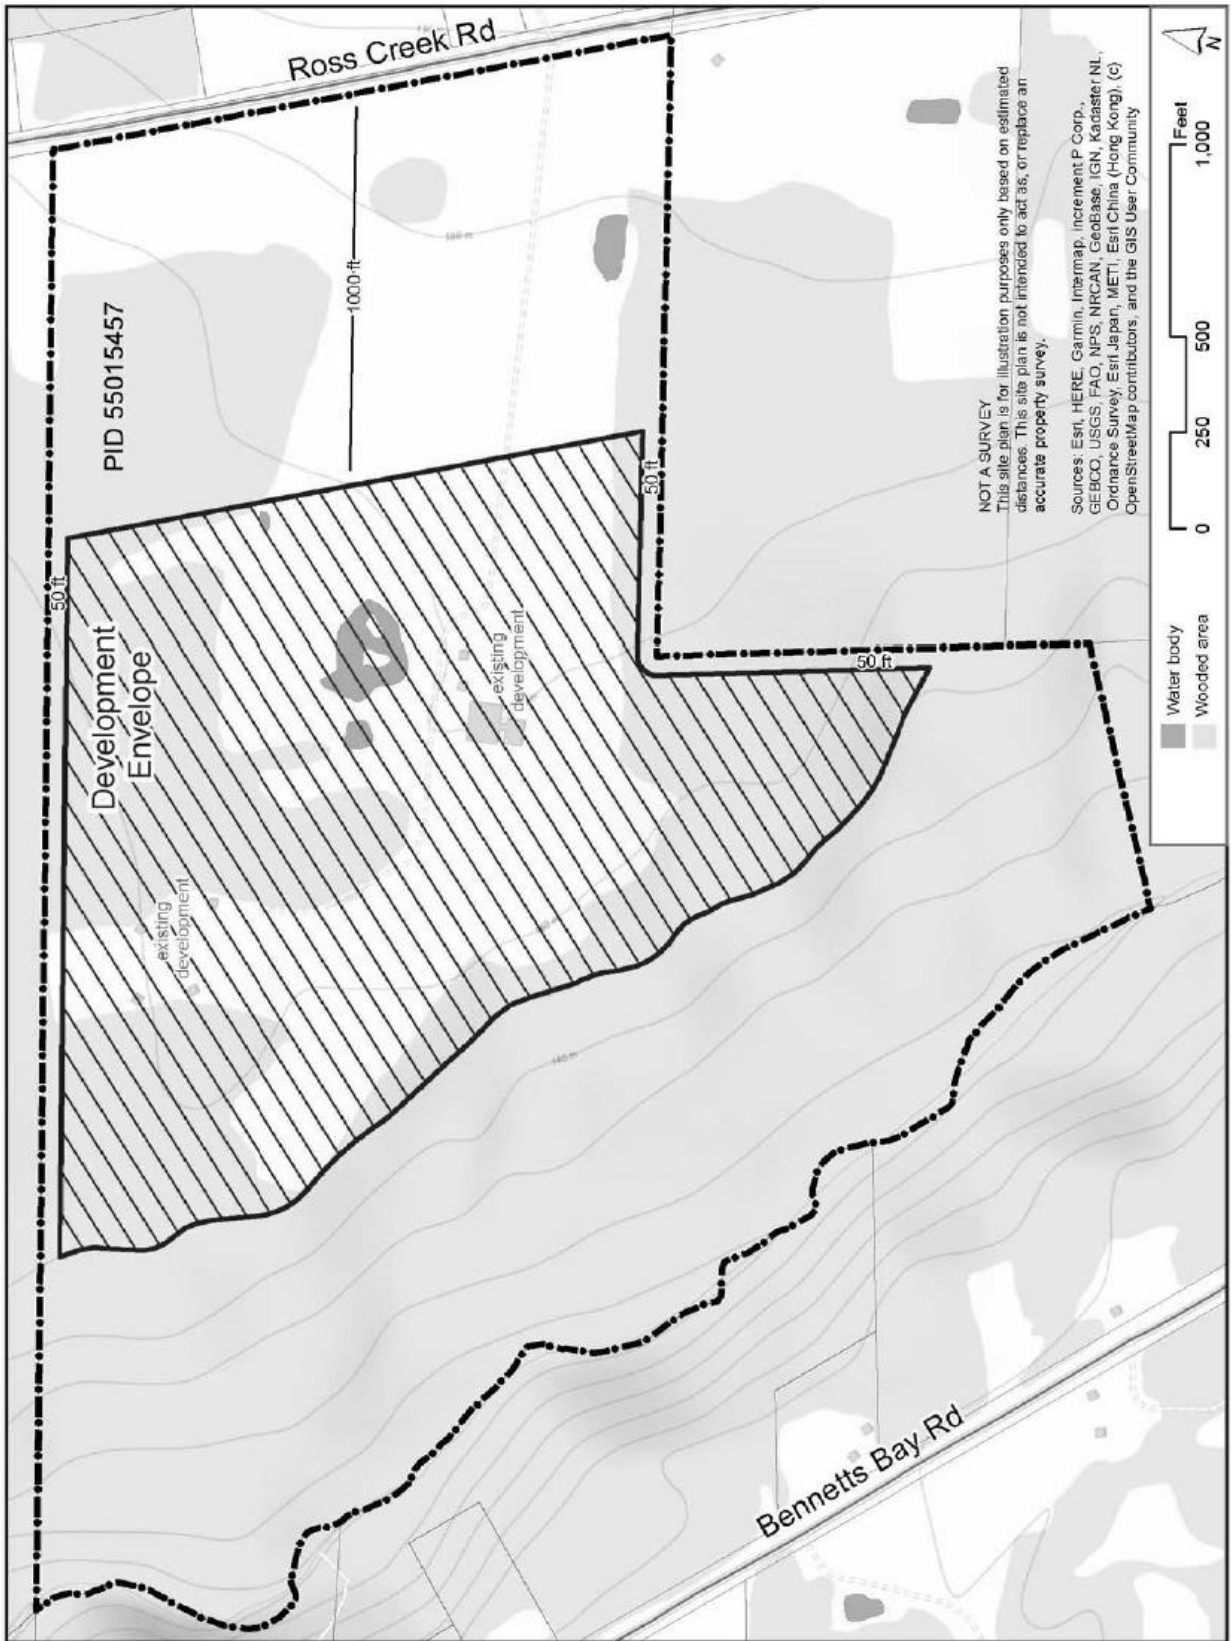 Ross Creek Rd
PID 55015457
1000 ft
50 ft
Development
Envelope
50 ft
existing
development
50 ft
existing
development
Bennetts Bay Rd
NOT A SURVEY
This site plan is for illustration purposes only based on estimated
distances. This site plan is not intended to act as, or replace an
accurate property survey.
Sources: Esri, HERE, Garmin, Intermap, increment P Corp.,
GEBCO, USGS, FAO, NPS, NRCAN, GeoBase, IGN, Kadaster NL,
Ordnance Survey, Esri Japan, METI, Esri China (Hong Kong), (c)
OpenStreetMap contributors, and the GIS User Community
Water body
Wooded area
0 250 500 1,000
Feet
N